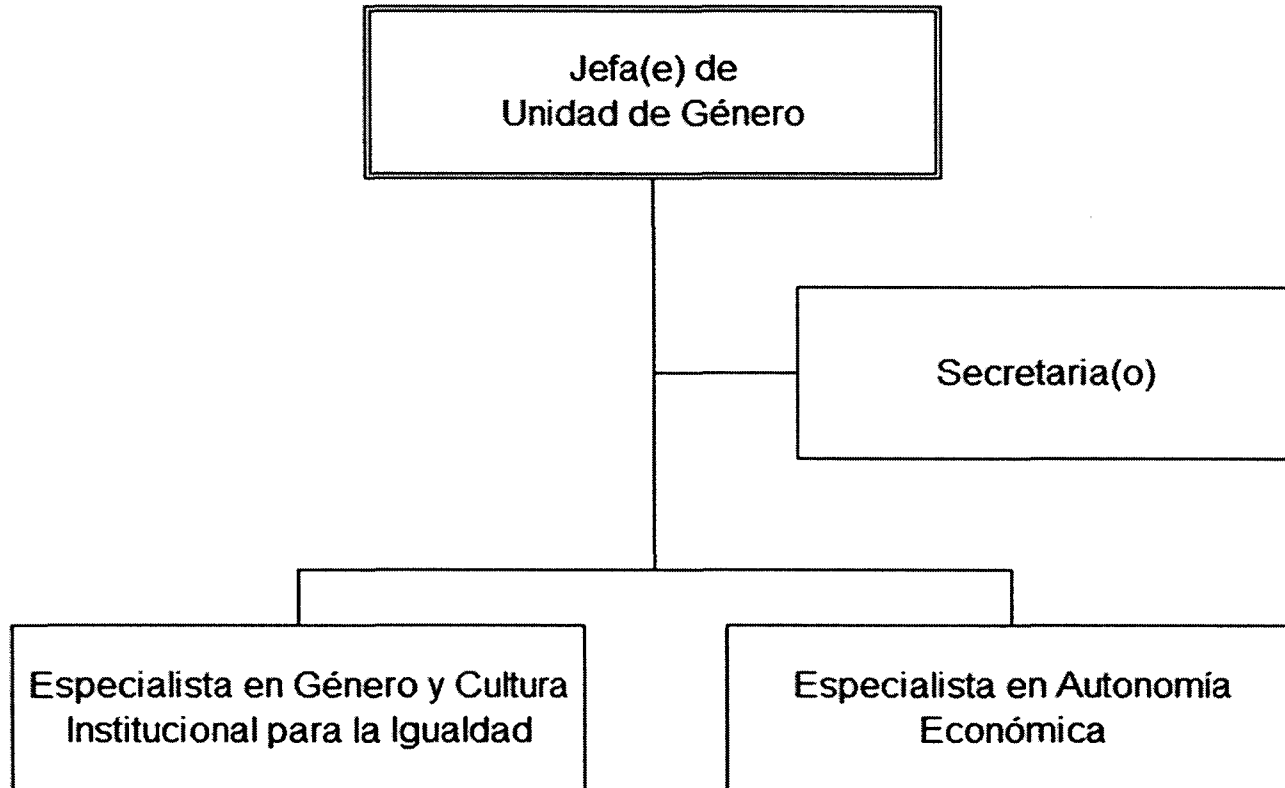 Jefa(e) de
Unidad de Género
Secretaria(o)
Especialista en Género y Cultura
Institucional para la Igualdad
Especialista en Autonomía
Económica